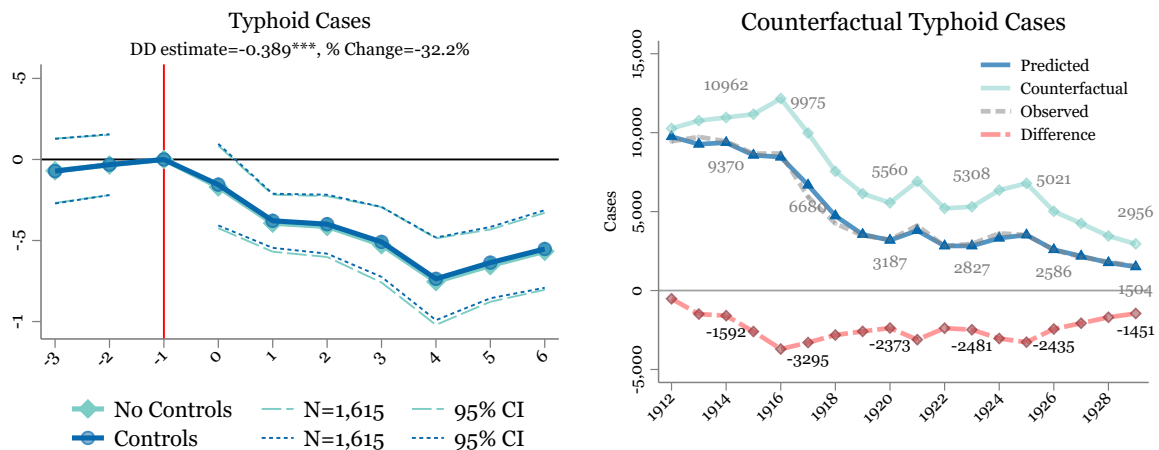 Typhoid Cases
DD estimate=-0.389***, % Change=-32.2%
.5
0
-.5
-1
-3 -2 -1 0 1 2 3 4 5 6
No Controls N=1,615 95% CI
Controls N=1,615 95% CI
Counterfactual Typhoid Cases
Predicted
Counterfactual
Observed
Difference
Cases
15,000
10,000
5,000
0
-5,000
10962 9975 5560 5308 5021 2956
9370 6680 3187 2827 2586 1504
-1592 -3295 -2373 -2481 -2435 -1451
1912 1914 1916 1918 1920 1922 1924 1926 1928